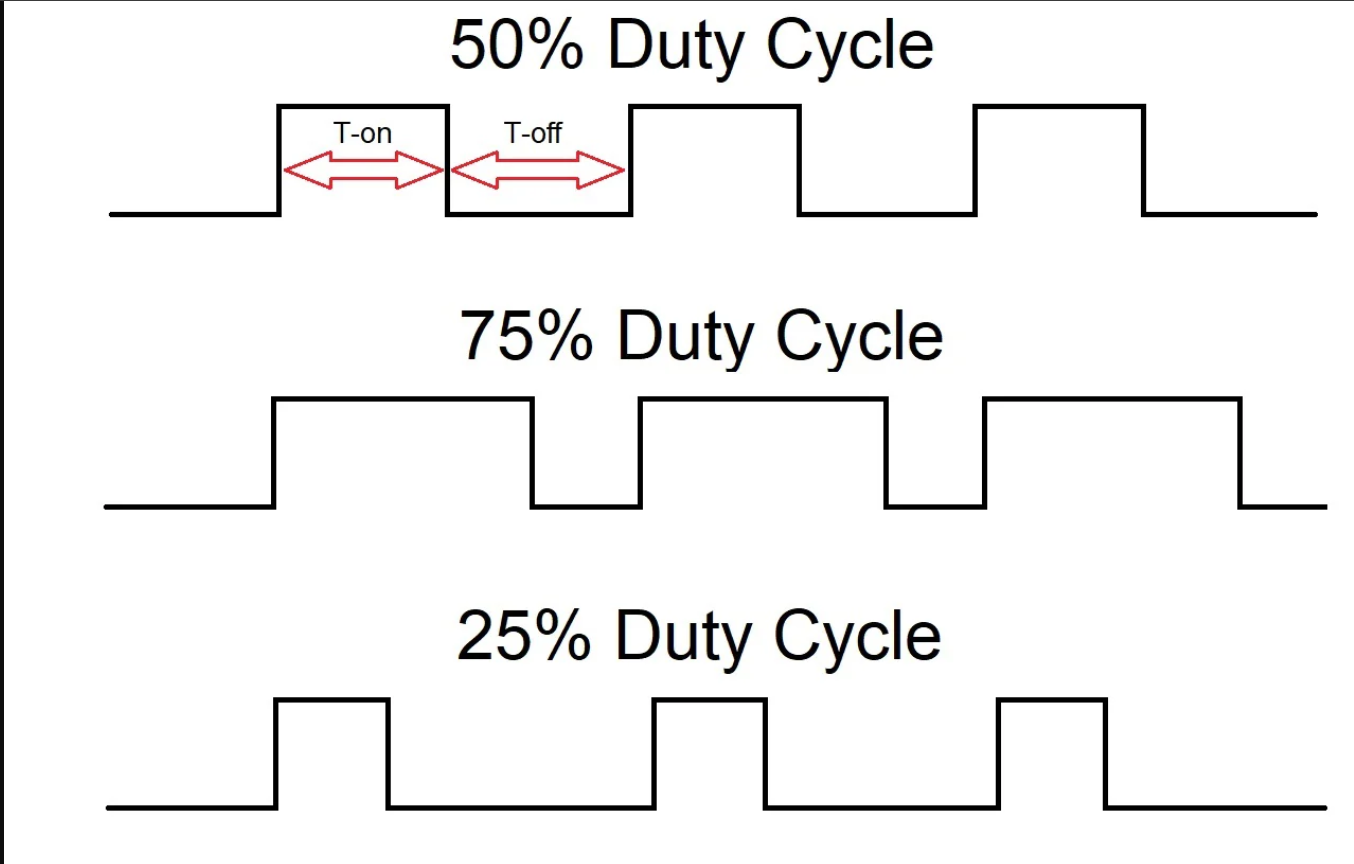 50% Duty Cycle
T-on
T-off
75% Duty Cycle
25% Duty Cycle